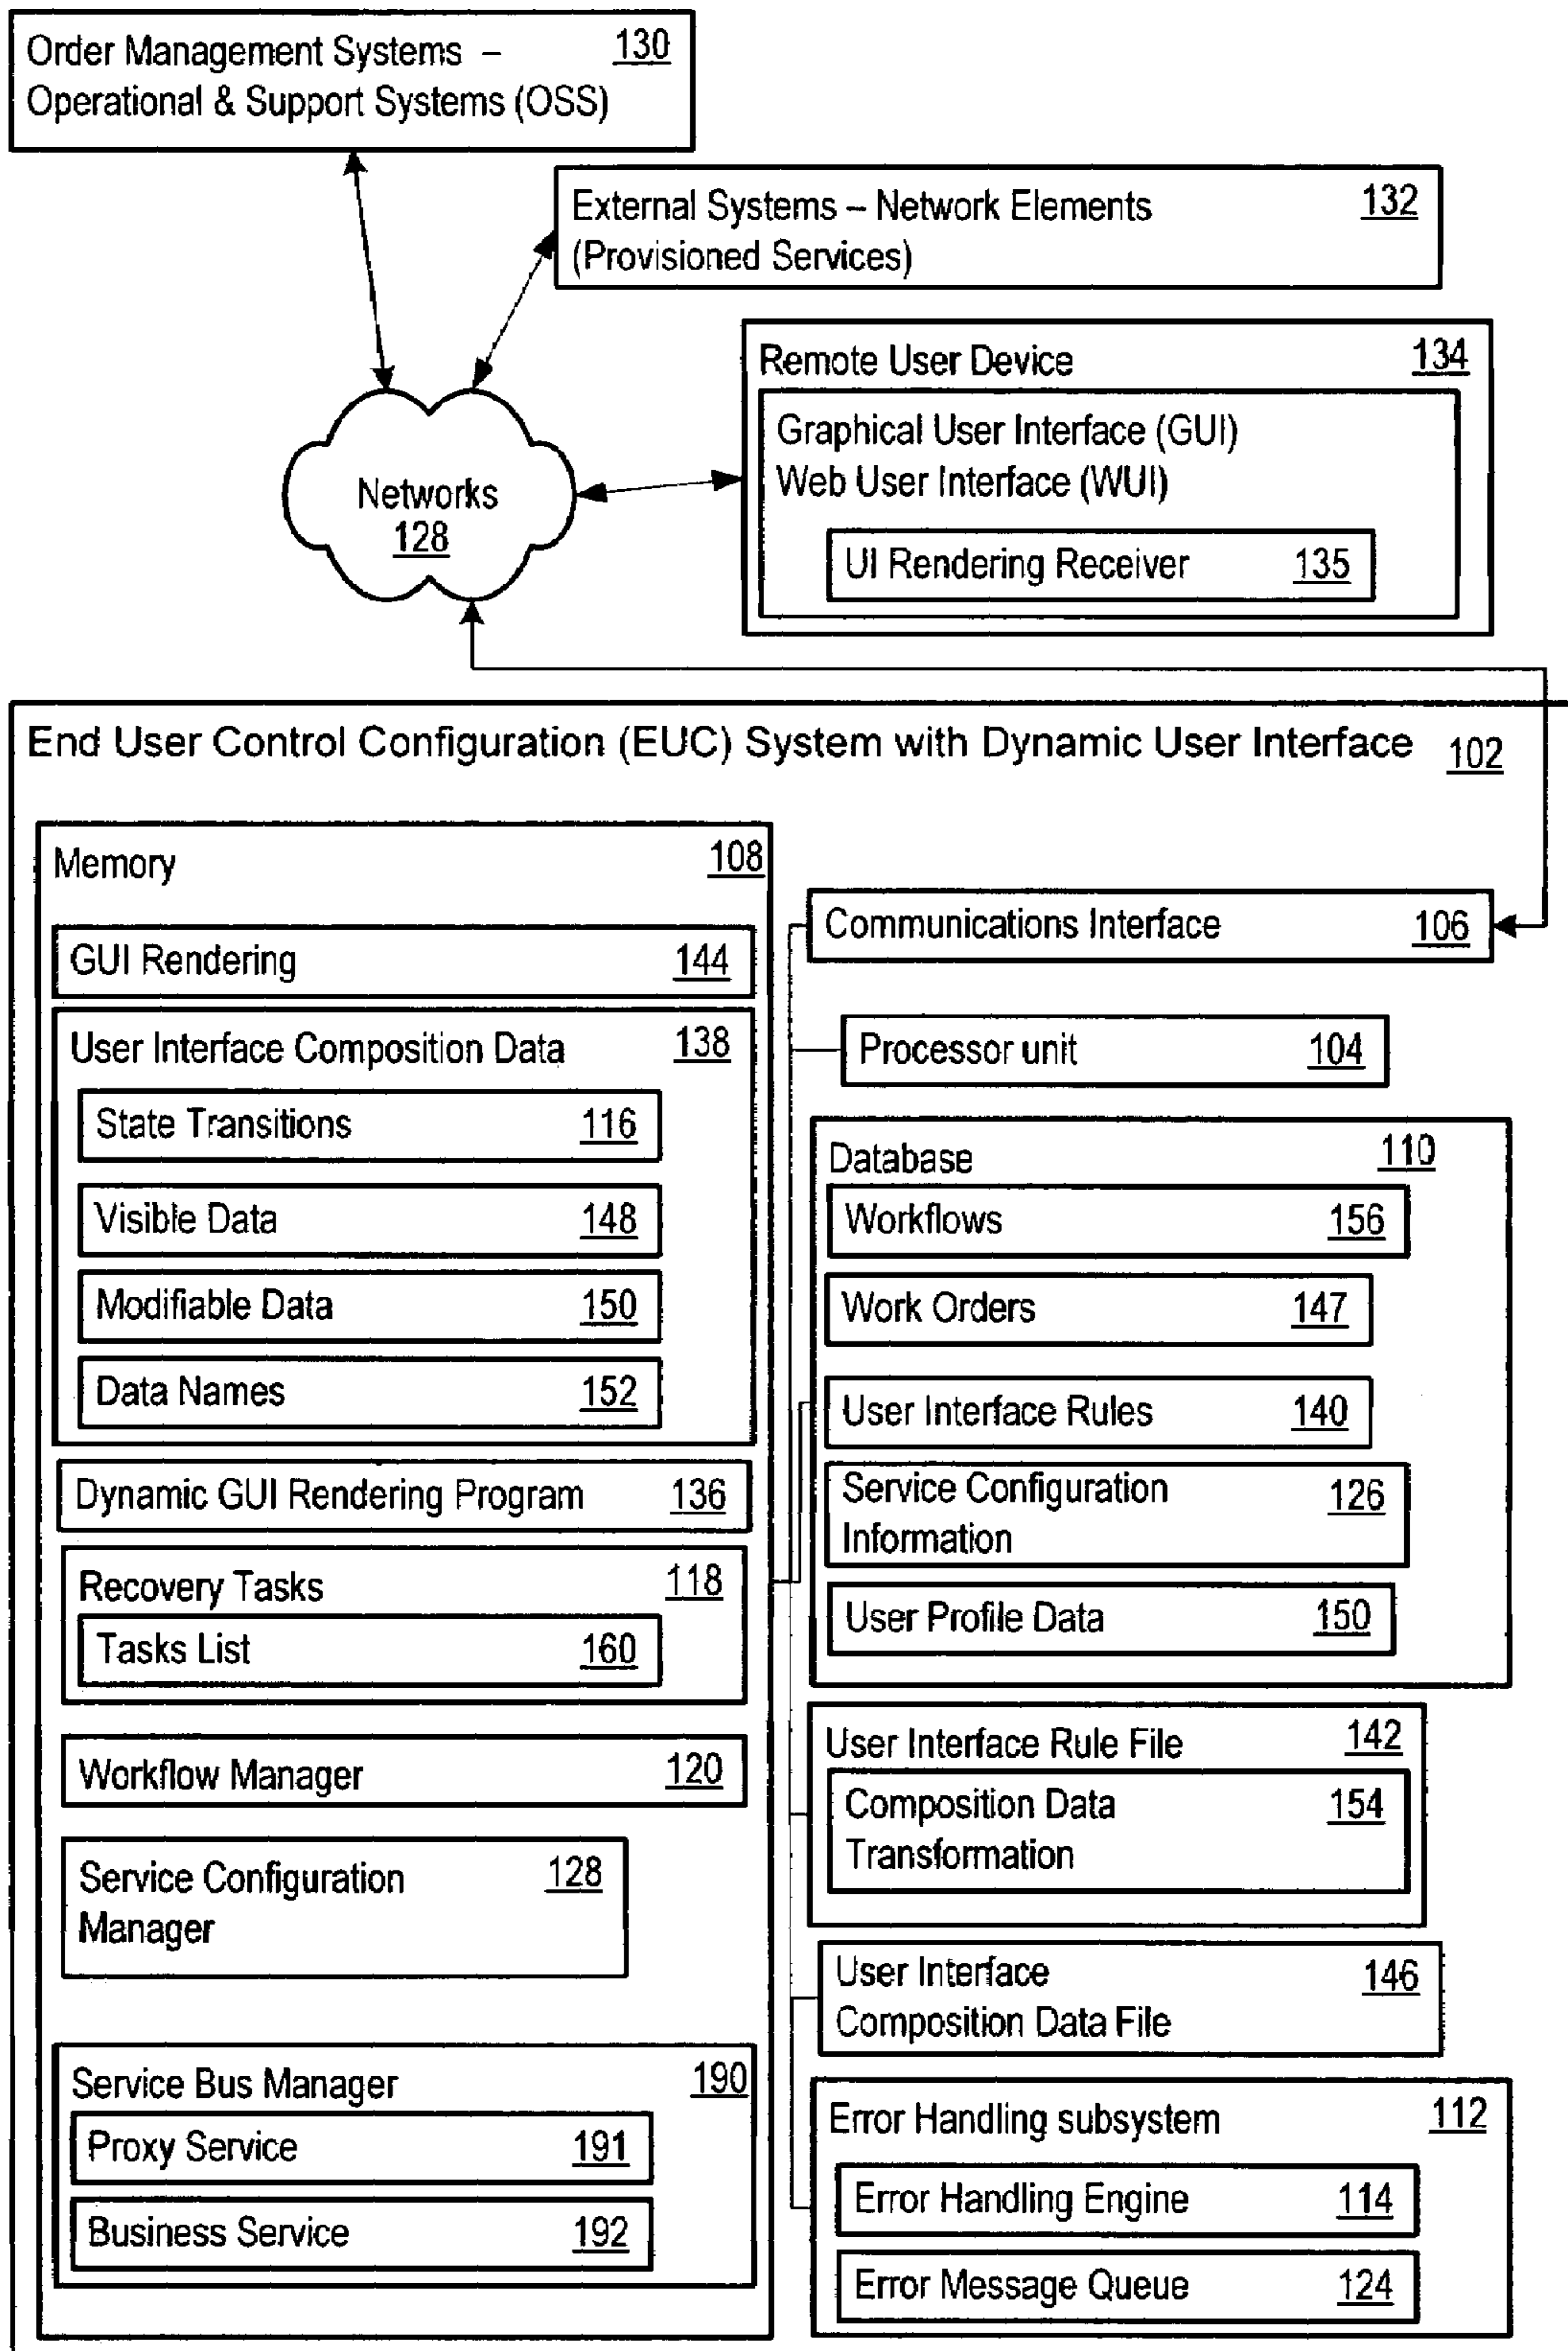 Order Management Systems – 130
Operational & Support Systems (OSS)
External Systems – Network Elements 132
(Provisioned Services)
Remote User Device 134
Graphical User Interface (GUI)
Web User Interface (WUI)
Networks
128
UI Rendering Receiver 135
End User Control Configuration (EUC) System with Dynamic User Interface 102
Memory 108
GUI Rendering 144
User Interface Composition Data 138
State Transitions 116
Visible Data 148
Modifiable Data 150
Data Names 152
Dynamic GUI Rendering Program 136
Recovery Tasks 118
Tasks List 160
Workflow Manager 120
Service Configuration 128
Manager
Service Bus Manager 190
Proxy Service 191
Business Service 192
Communications Interface 106
Processor unit 104
Database 110
Workflows 156
Work Orders 147
User Interface Rules 140
Service Configuration 126
Information
User Profile Data 150
User Interface Rule File 142
Composition Data 154
Transformation
User Interface 146
Composition Data File
Error Handling subsystem 112
Error Handling Engine 114
Error Message Queue 124